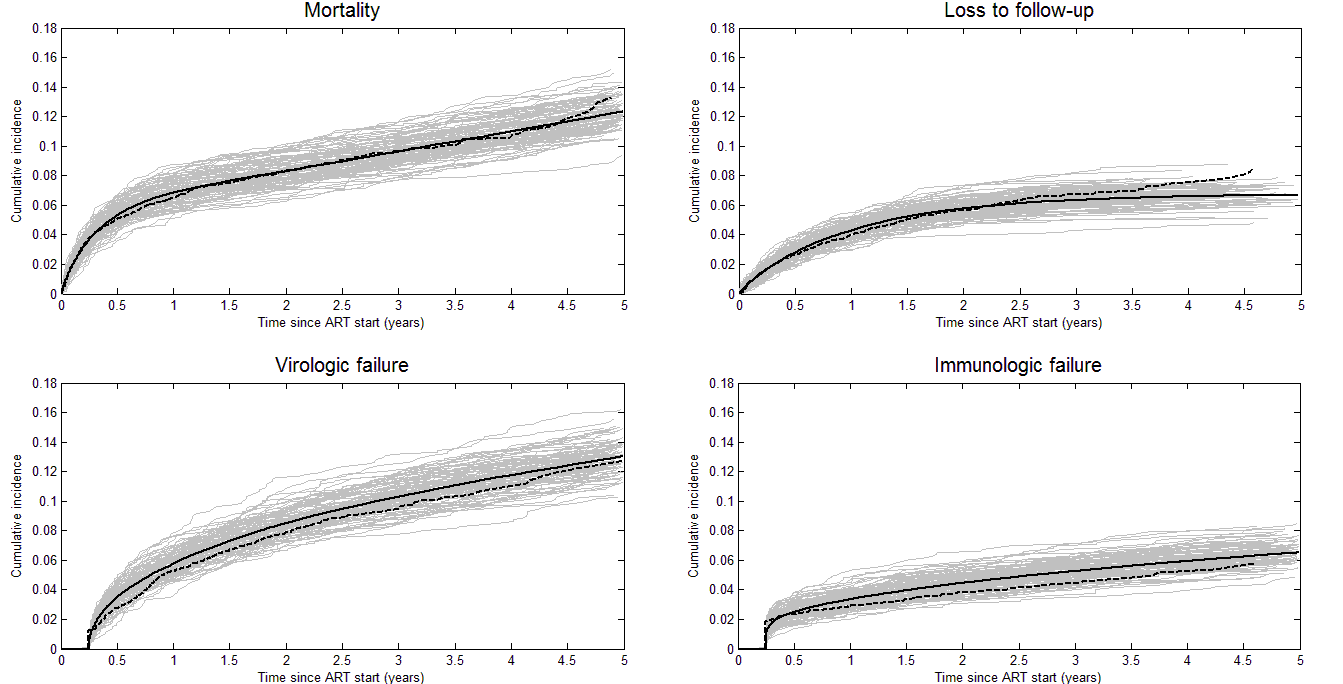 Mortality
Cumulative incidence
0.18
0.16
0.14
0.12
0.1
0.08
0.06
0.04
0.02
0
0 0.5 1 1.5 2 2.5 3 3.5 4 4.5 5
Time since ART start (years)
Loss to follow-up
Cumulative incidence
0.18
0.16
0.14
0.12
0.1
0.08
0.06
0.04
0.02
0
0 0.5 1 1.5 2 2.5 3 3.5 4 4.5 5
Time since ART start (years)
Virologic failure
Cumulative incidence
0.18
0.16
0.14
0.12
0.1
0.08
0.06
0.04
0.02
0
0 0.5 1 1.5 2 2.5 3 3.5 4 4.5 5
Time since ART start (years)
Immunologic failure
Cumulative incidence
0.18
0.16
0.14
0.12
0.1
0.08
0.06
0.04
0.02
0
0 0.5 1 1.5 2 2.5 3 3.5 4 4.5 5
Time since ART start (years)